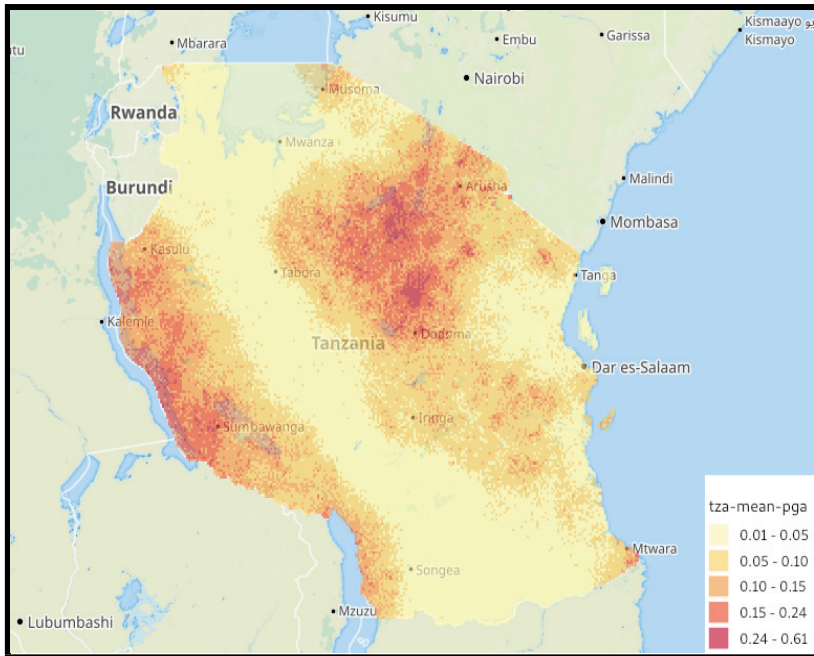 Kisumu
Kismaayo كيسمايو
Kismayo
Mbarara
Embu
Garissa
Nairobi
Musoma
Rwanda
Mwanza
Burundi
Arusha
Malindi
Mombasa
Kasulu
Tabora
Tanga
Kalemie
Tanzania
Dodoma
Dar es-Salaam
Iringa
Sumbawanga
tza-mean-pga
0.01 - 0.05
0.05 - 0.10
0.10 - 0.15
0.15 - 0.24
0.24 - 0.61
Mtwara
Songea
Mzuzu
Lubumbashi